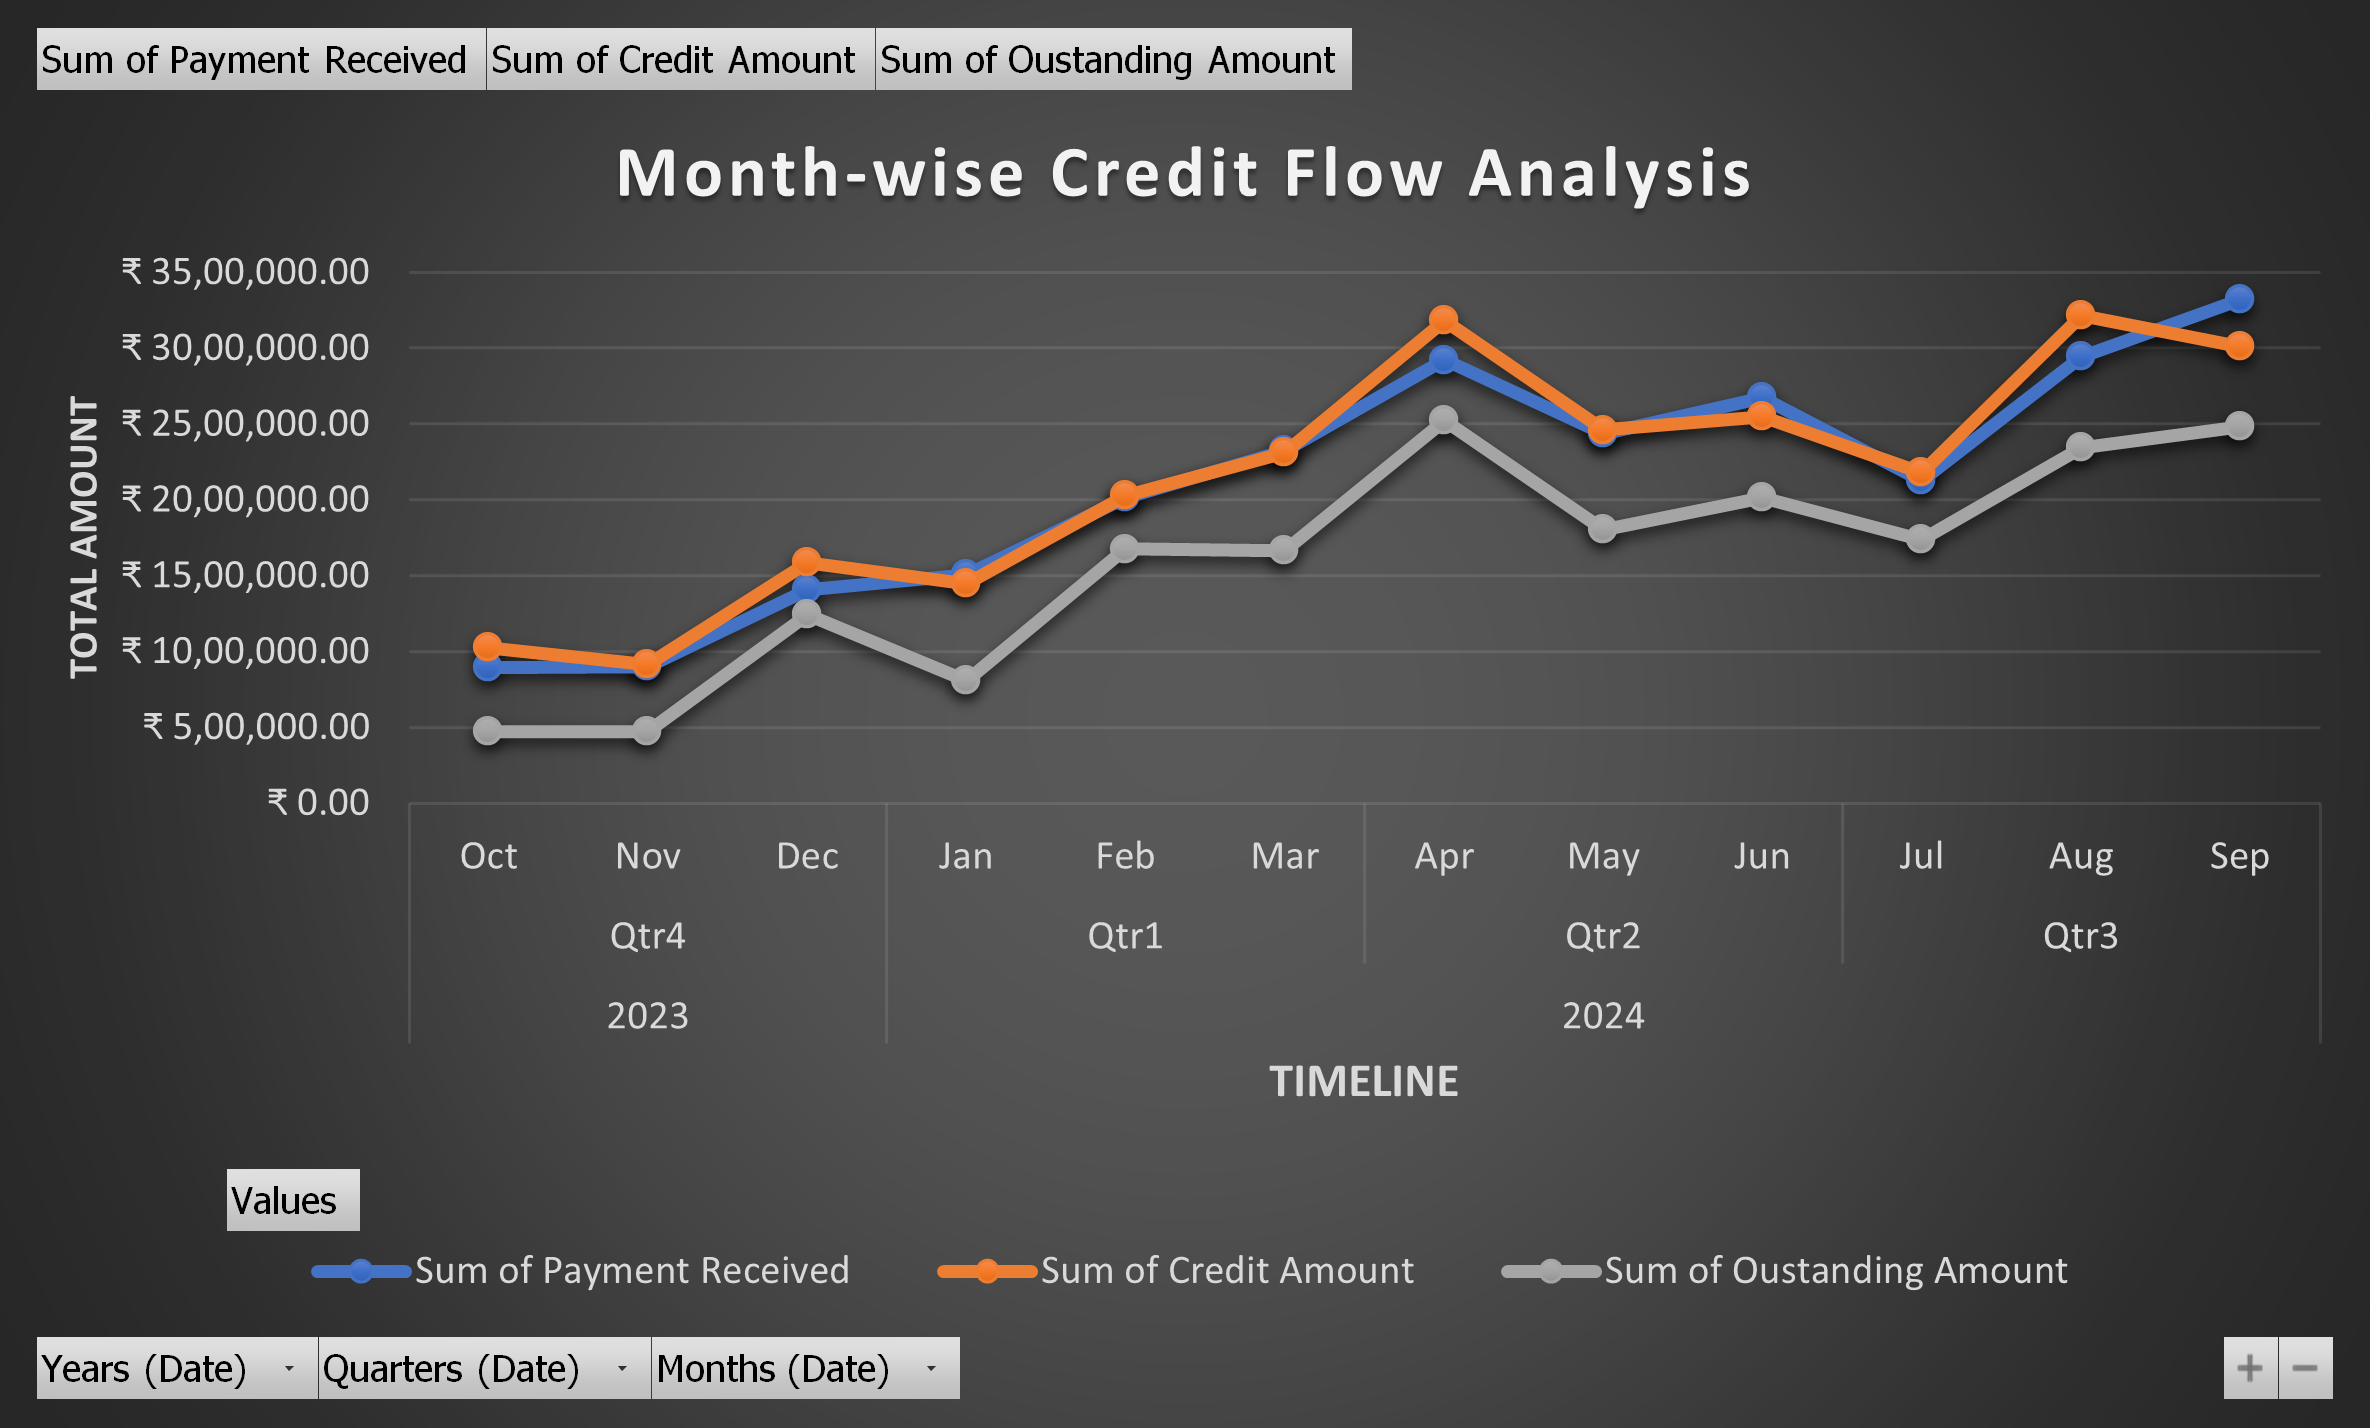 Sum of Payment Received Sum of Credit Amount Sum of Oustanding Amount
Month-wise Credit Flow Analysis
₹ 35,00,000.00
₹ 30,00,000.00
₹ 25,00,000.00
₹ 20,00,000.00
₹ 15,00,000.00
₹ 10,00,000.00
₹ 5,00,000.00
₹ 0.00
TOTAL AMOUNT
Oct Nov Dec Jan Feb Mar Apr May Jun Jul Aug Sep
Qtr4 Qtr1 Qtr2 Qtr3
2023 2024
TIMELINE
Values
Sum of Payment Received Sum of Credit Amount Sum of Oustanding Amount
Years (Date) Quarters (Date) Months (Date) + −